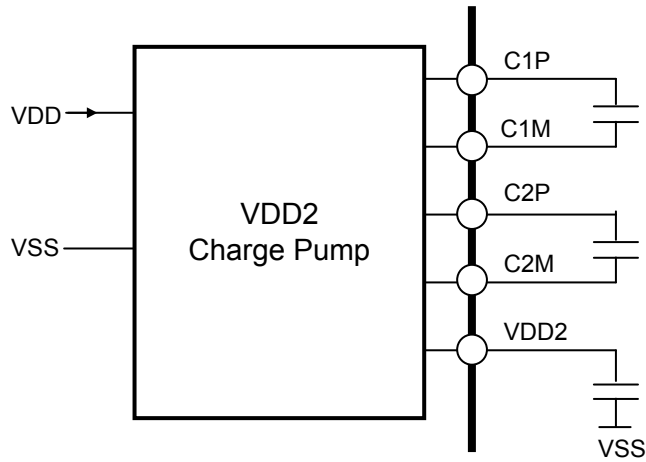 VDD
VSS
VDD2
Charge Pump
C1P
C1M
C2P
C2M
VDD2
VSS